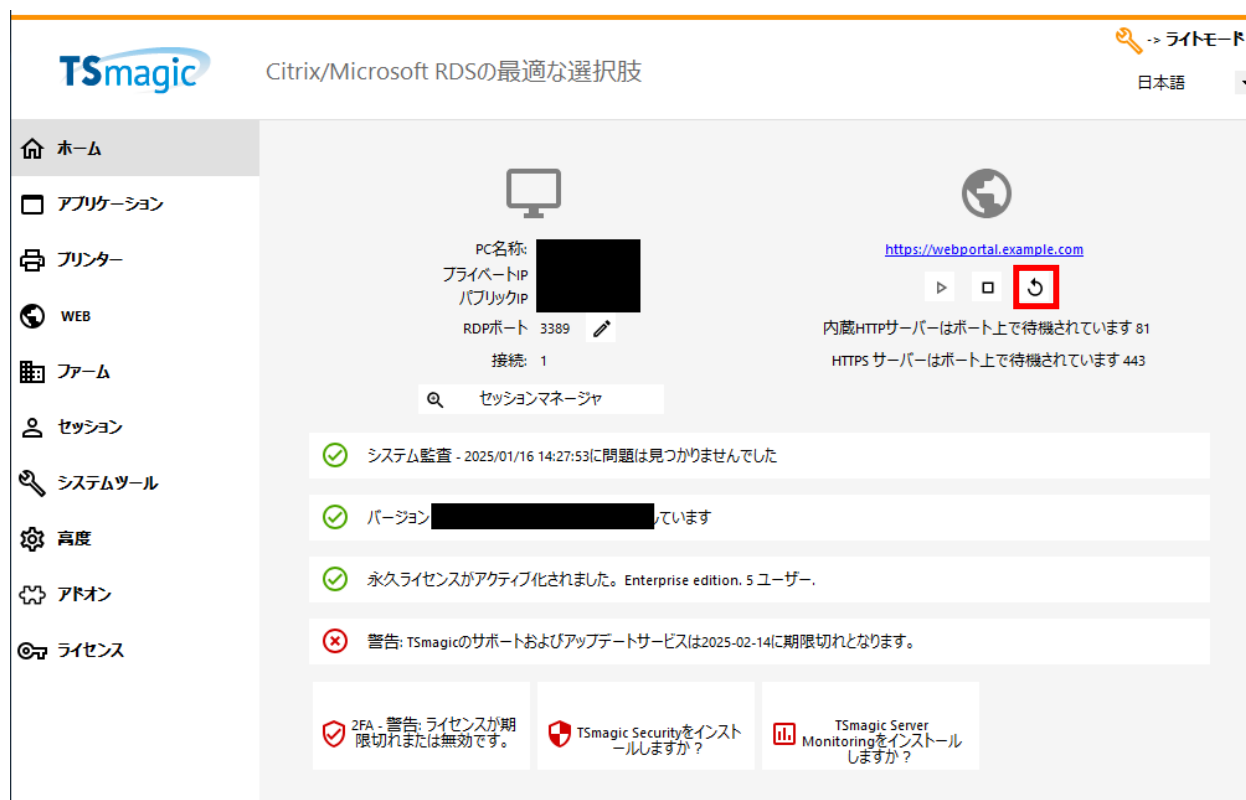 -> ライトモード
TSmagic
Citrix/Microsoft RDSの最適な選択肢
日本語
ホーム
アプリケーション
プリンター
WEB
ファーム
セッション
システムツール
高度
アドオン
ライセンス
PC名称:
プライベートIP
パブリックIP
RDPポート 3389
接続: 1
セッションマネージャ
https://webportal.example.com
内蔵HTTPサーバーはポート上で待機されています 81
HTTPS サーバーはポート上で待機されています 443
システム監査 - 2025/01/16 14:27:53に問題は見つかりませんでした
バージョン ています
永久ライセンスがアクティブ化されました。Enterprise edition. 5 ユーザー.
警告: TSmagicのサポートおよびアップデートサービスは2025-02-14に期限切れとなります。
2FA - 警告: ライセンスが期
限切れまたは無効です。
TSmagic Securityをインスト
ールしますか？
TSmagic Server
Monitoringをインストール
しますか？